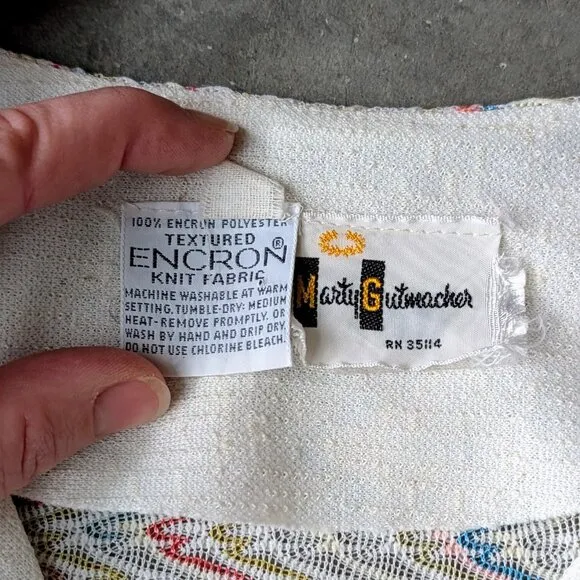 100% ENCRON POLYESTER
TEXTURED
ENCRON®
KNIT FABRIC
MACHINE WASHABLE AT WARM
SETTING. TUMBLE-DRY: MEDIUM
HEAT-REMOVE PROMPTLY, OR
WASH BY HAND AND DRIP DRY.
DO NOT USE CHLORINE BLEACH.
Marty Gutmacher
RN 35114